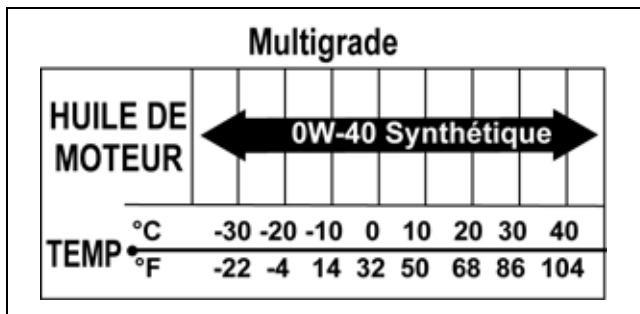 Multigrade
HUILE DE
MOTEUR
0W-40 Synthétique
TEMP
°C -30 -20 -10 0 10 20 30 40
°F -22 -4 14 32 50 68 86 104